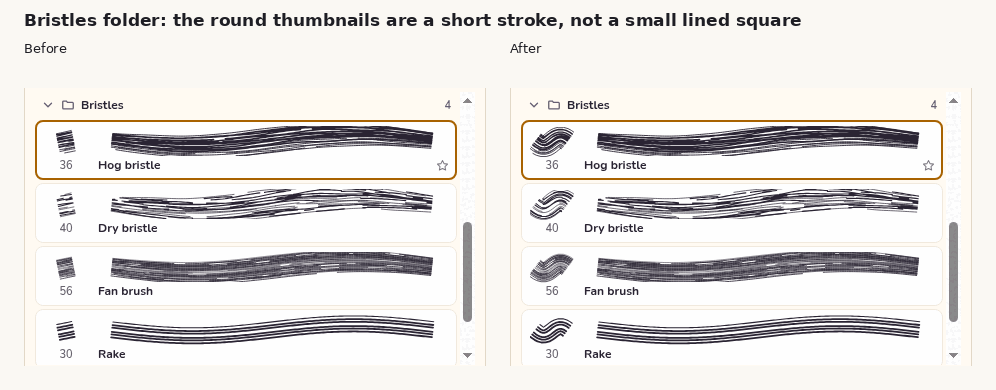 Bristles folder: the round thumbnails are a short stroke, not a small lined square
Before
Bristles 4
36 Hog bristle
40 Dry bristle
56 Fan brush
30 Rake
After
Bristles 4
36 Hog bristle
40 Dry bristle
56 Fan brush
30 Rake